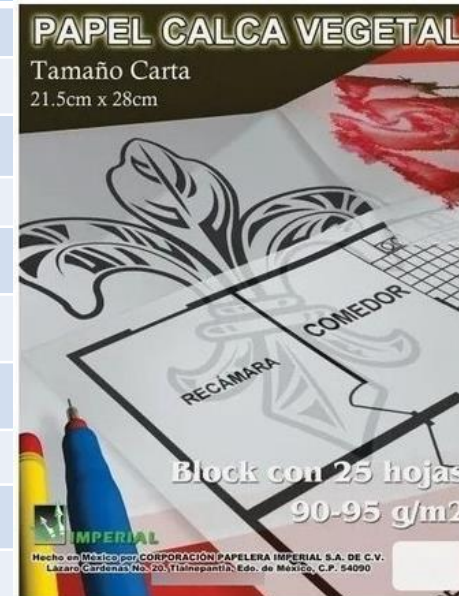 PAPEL CALCA VEGETAL
Tamaño Carta
21.5cm x 28cm
COMEDOR
RECÁMARA
Block con 25 hojas
90-95 g/m2
IMPERIAL
Hecho en México por CORPORACIÓN PAPELERA IMPERIAL S.A. DE C.V.
Lázaro Cardenas No. 20, Tlalnepantla, Edo. de México, C.P. 54090